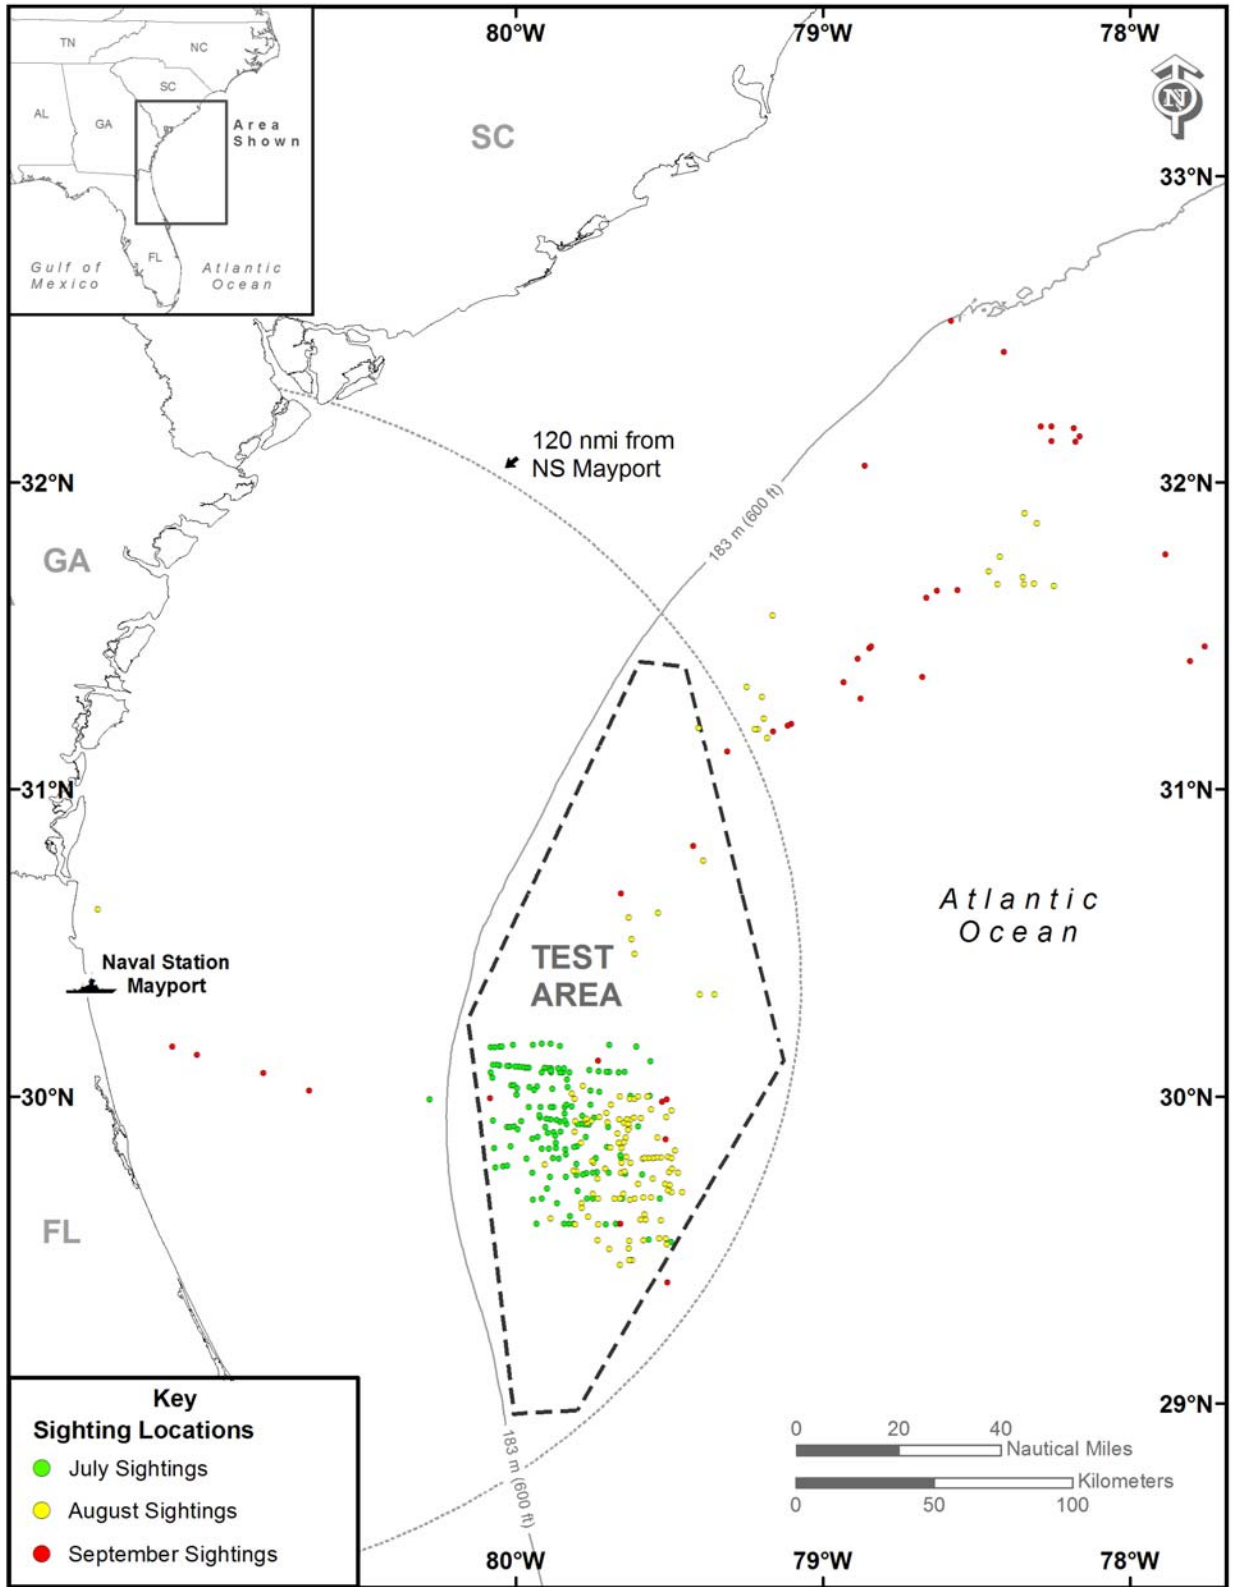 80°W
79°W
78°W
TN
NC
SC
AL
GA
Area
Shown
FL
Gulf of
Mexico
Atlantic
Ocean
N
SC
33°N
33°N
120 nmi from
NS Mayport
32°N
32°N
183 m (600 ft)
GA
31°N
31°N
Atlantic
Ocean
TEST
AREA
Naval Station
Mayport
30°N
30°N
FL
29°N
Key
Sighting Locations
July Sightings
August Sightings
September Sightings
183 m (600 ft)
0 20 40
Nautical Miles
Kilometers
0 50 100
80°W
79°W
78°W